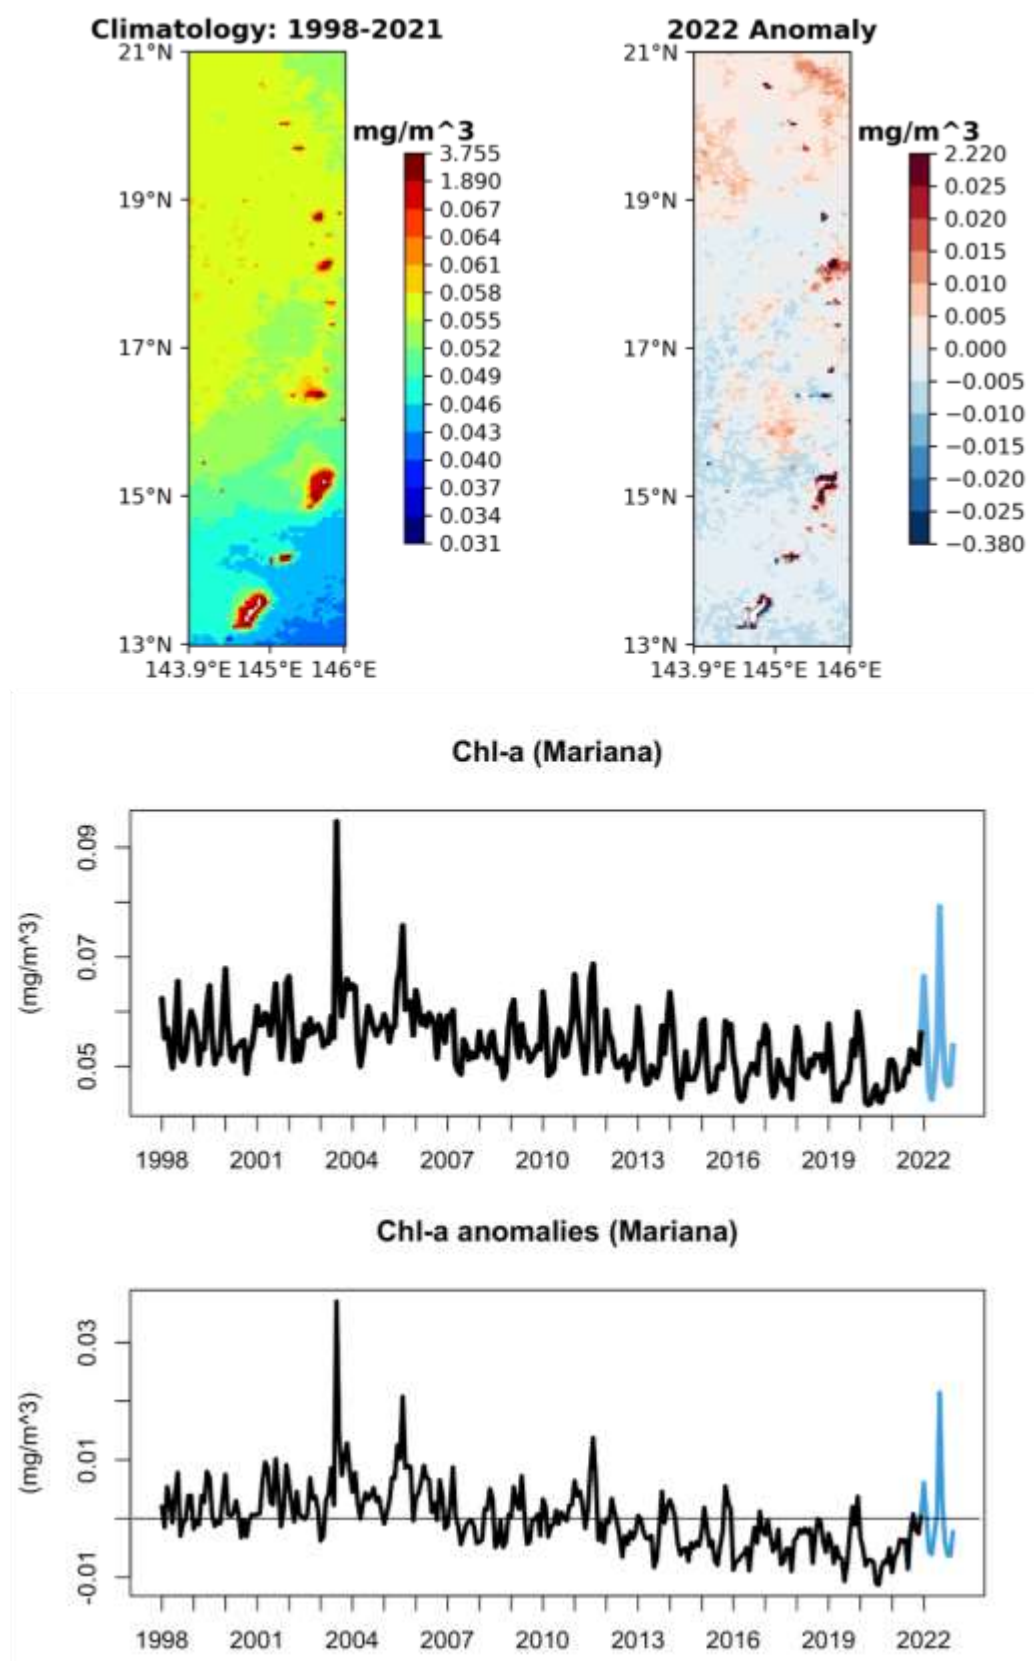 Climatology: 1998-2021
21°N
19°N
17°N
15°N
13°N
143.9°E 145°E 146°E
mg/m^3
3.755
1.890
0.067
0.064
0.061
0.058
0.055
0.052
0.049
0.046
0.043
0.040
0.037
0.034
0.031
2022 Anomaly
21°N
19°N
17°N
15°N
13°N
143.9°E 145°E 146°E
mg/m^3
2.220
0.025
0.020
0.015
0.010
0.005
0.000
−0.005
−0.010
−0.015
−0.020
−0.025
−0.380
Chl-a (Mariana)
(mg/m^3)
0.09
0.07
0.05
1998 2001 2004 2007 2010 2013 2016 2019 2022
Chl-a anomalies (Mariana)
(mg/m^3)
0.03
0.01
-0.01
1998 2001 2004 2007 2010 2013 2016 2019 2022